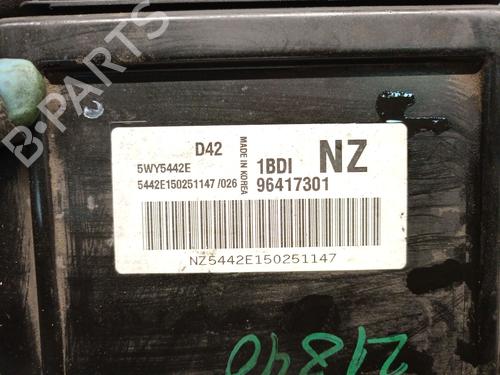 D42
5WY5442E
5442E150251147 /026
MADE IN KOREA
1BDI NZ
96417301
NZ5442E150251147
21840
B-PARTS